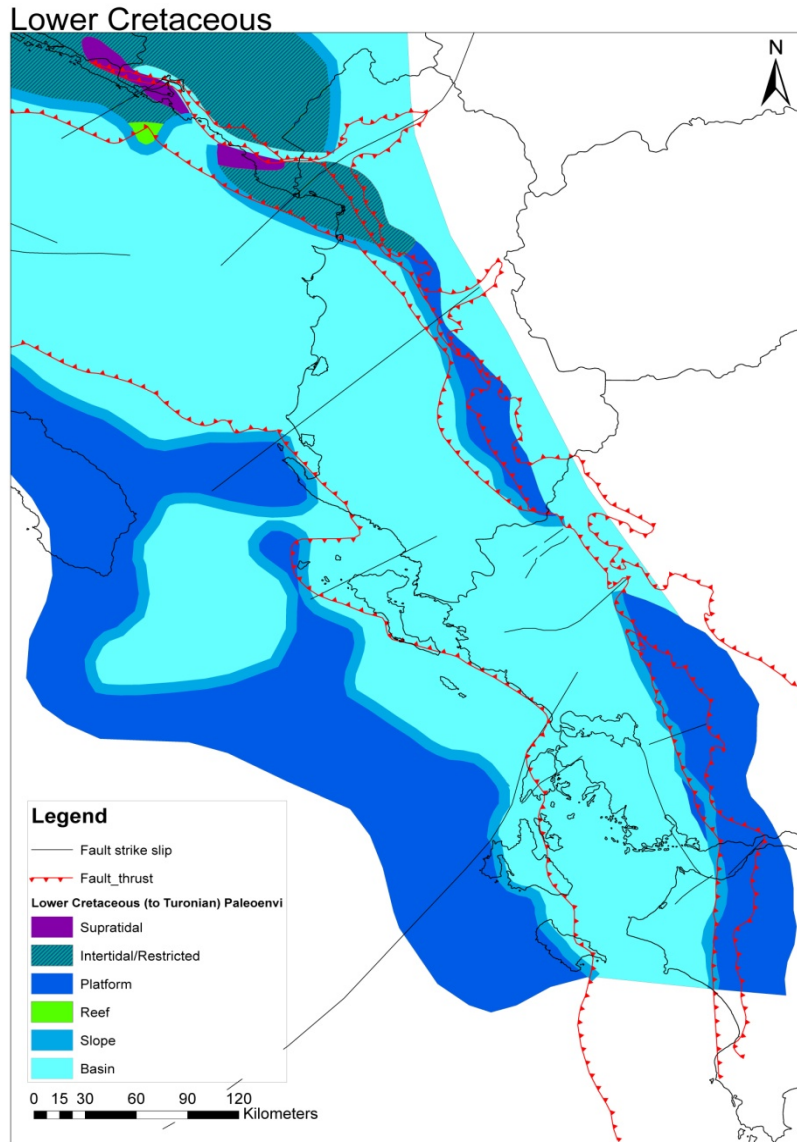 Lower Cretaceous
N
Legend
Fault strike slip
Fault_thrust
Lower Cretaceous (to Turonian) Paleoenvi
Supratidal
Intertidal/Restricted
Platform
Reef
Slope
Basin
0 15 30 60 90 120
Kilometers